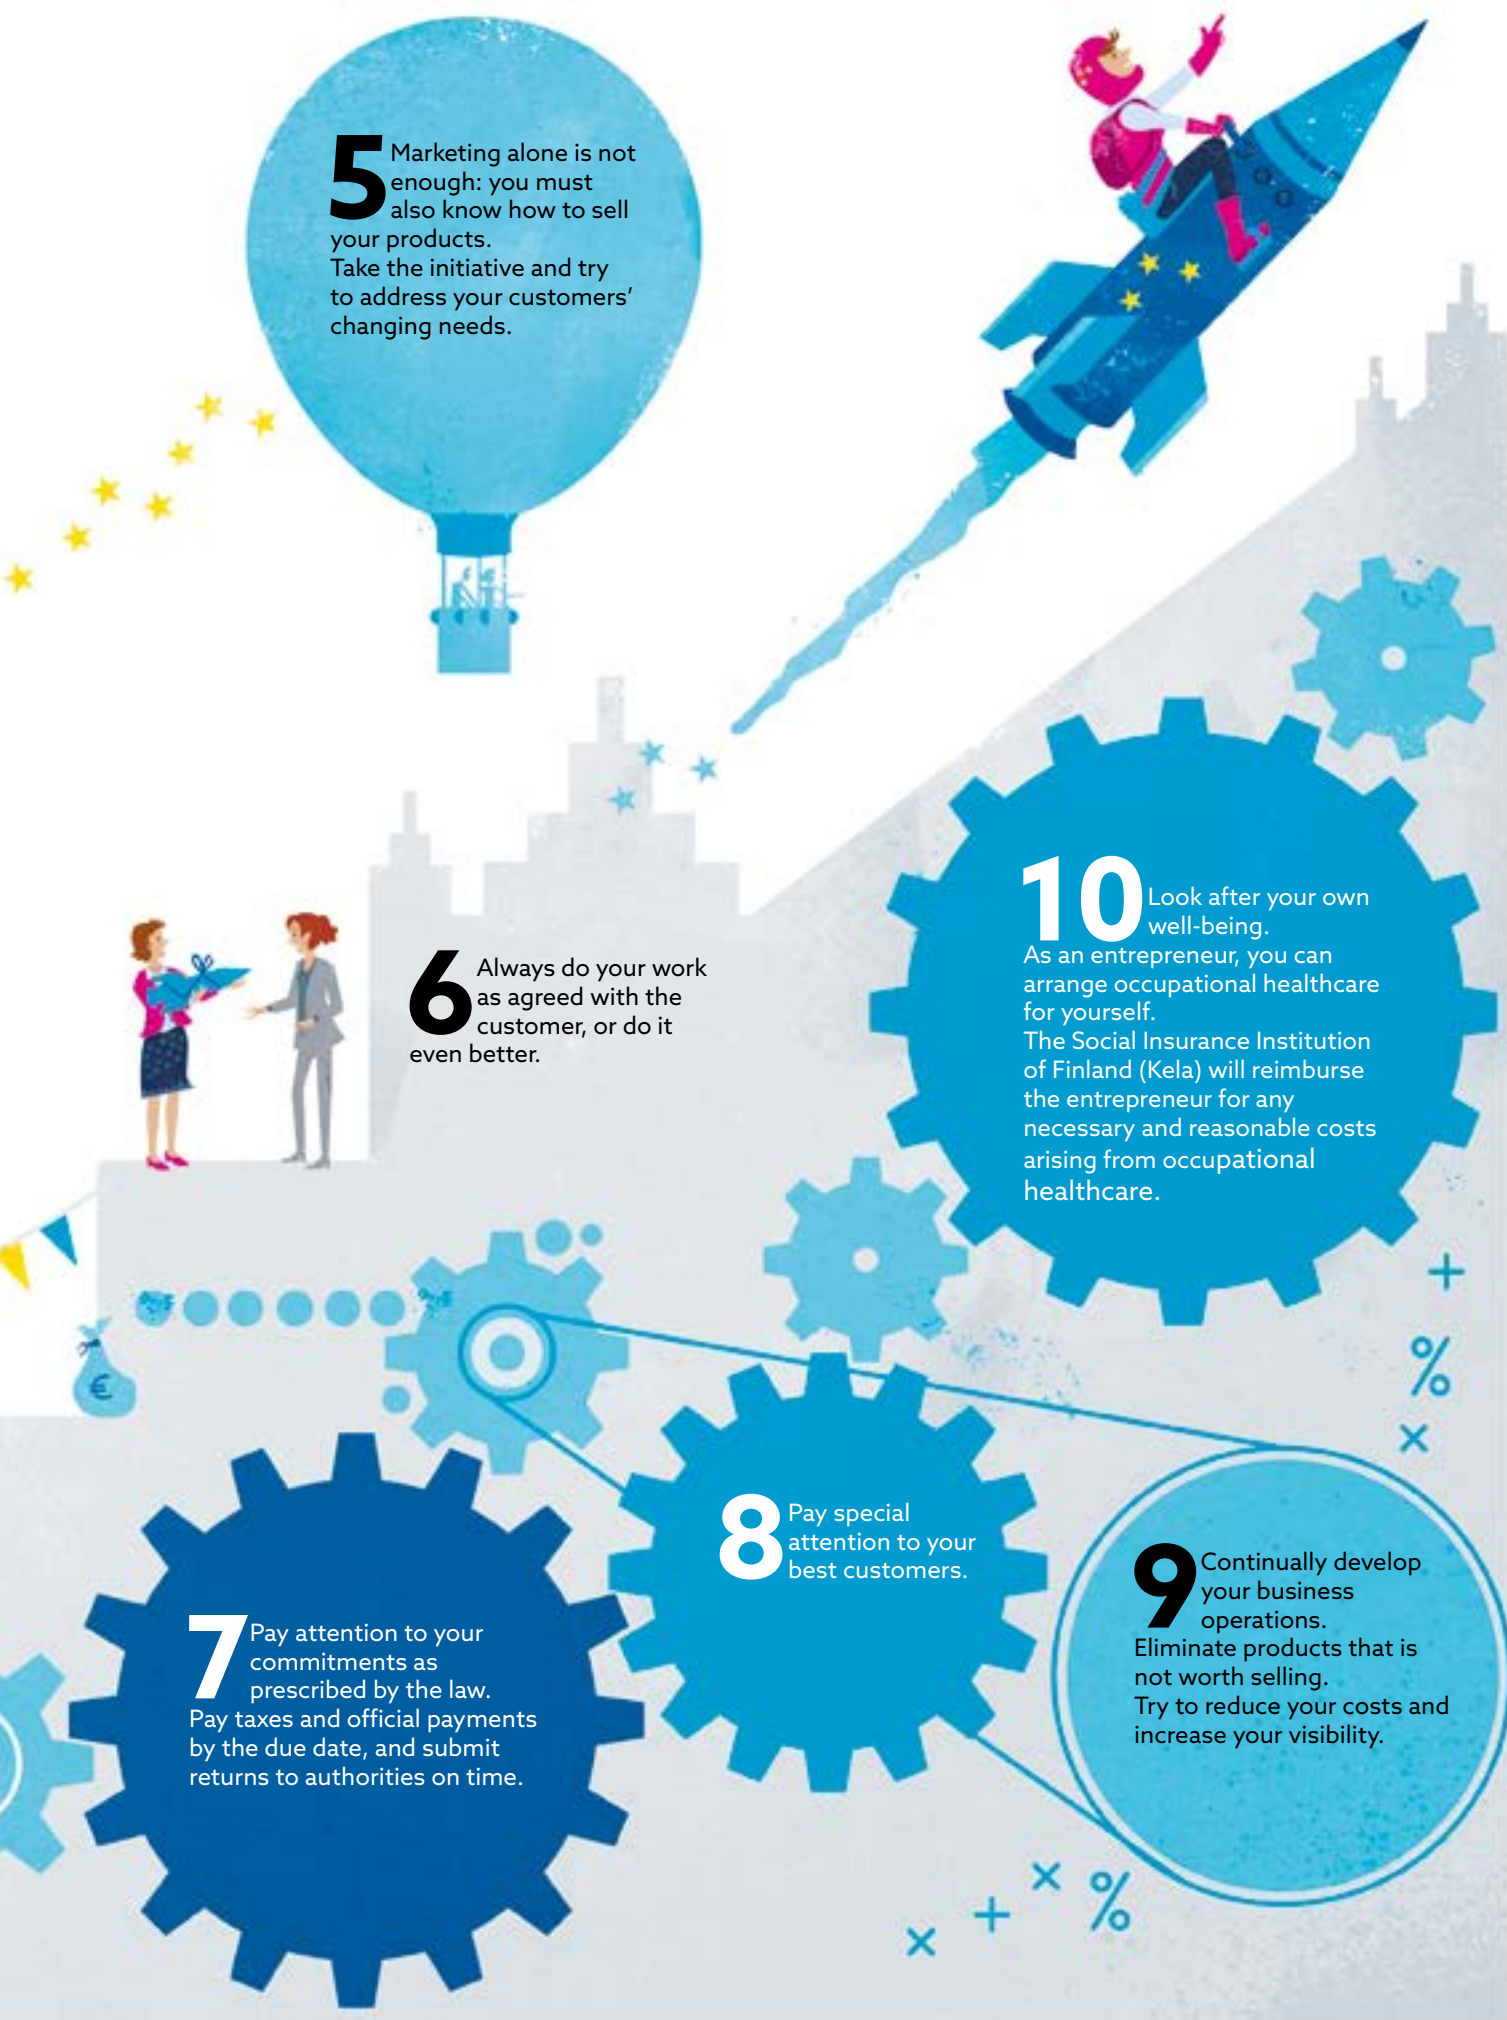 5 Marketing alone is not
enough: you must
also know how to sell
your products.
Take the initiative and try
to address your customers’
changing needs.
6 Always do your work
as agreed with the
customer, or do it
even better.
10 Look after your own
well-being.
As an entrepreneur, you can
arrange occupational healthcare
for yourself.
The Social Insurance Institution
of Finland (Kela) will reimburse
the entrepreneur for any
necessary and reasonable costs
arising from occupational
healthcare.
+
%
×
€
7 Pay attention to your
commitments as
prescribed by the law.
Pay taxes and official payments
by the due date, and submit
returns to authorities on time.
8 Pay special
attention to your
best customers.
9 Continually develop
your business
operations.
Eliminate products that is
not worth selling.
Try to reduce your costs and
increase your visibility.
× + × %